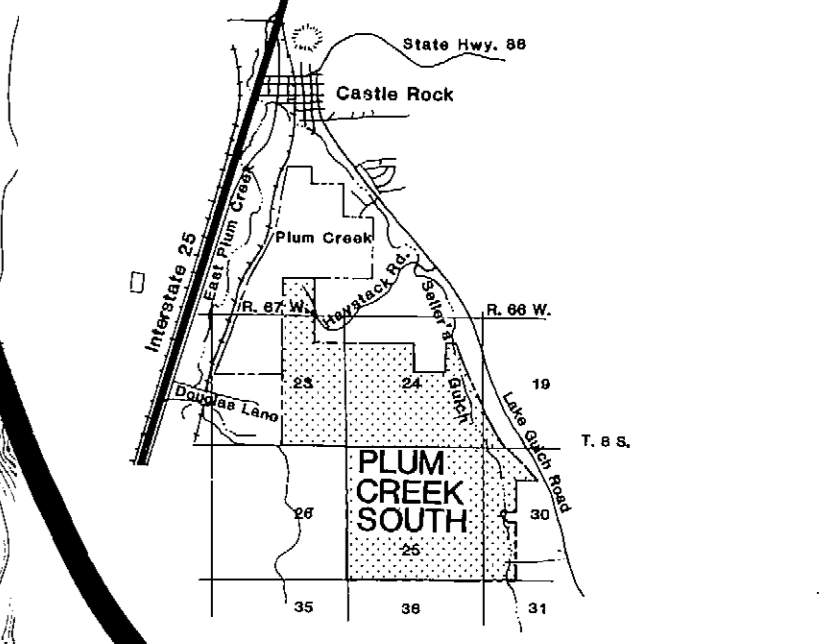 State Hwy. 88
Castle Rock
East Plum Creek
Plum Creek
Interstate 25
Haystack Rd.
Seller's
Gulch
R. 67 W.
R. 66 W.
23
24
19
Douglas Lane
Lake Gulch Road
T. 8 S.
PLUM
CREEK
SOUTH
26
25
30
35
36
31